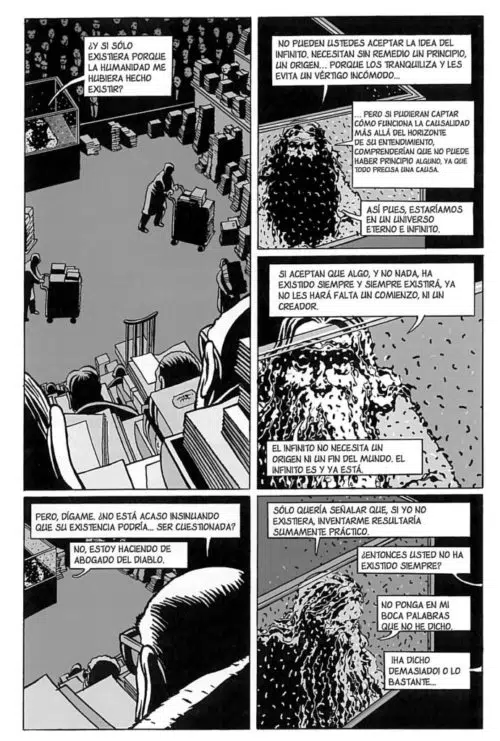 ¿Y SI SÓLO
EXISTIERA PORQUE
LA HUMANIDAD ME
HUBIERA HECHO
EXISTIR?
NO PUEDEN USTEDES ACEPTAR LA IDEA DEL
INFINITO. NECESITAN SIN REMEDIO UN PRINCIPIO,
UN ORIGEN... PORQUE LOS TRANQUILIZA Y LES
EVITA UN VÉRTIGO INCÓMODO...
... PERO SI PUDIERAN CAPTAR
CÓMO FUNCIONA LA CAUSALIDAD
MÁS ALLÁ DEL HORIZONTE
DE SU ENTENDIMIENTO,
COMPRENDERÍAN QUE NO PUEDE
HABER PRINCIPIO ALGUNO, YA QUE
TODO PRECISA UNA CAUSA.
ASÍ PUES, ESTARÍAMOS
EN UN UNIVERSO
ETERNO E INFINITO.
SI ACEPTAN QUE ALGO, Y NO NADA, HA
EXISTIDO SIEMPRE Y SIEMPRE EXISTIRÁ, YA
NO LES HARÁ FALTA UN COMIENZO, NI UN
CREADOR.
EL INFINITO NO NECESITA UN
ORIGEN NI UN FIN DEL MUNDO. EL
INFINITO ES Y YA ESTÁ.
PERO, DÍGAME. ¿NO ESTÁ ACASO INSINUANDO
QUE SU EXISTENCIA PODRÍA... SER CUESTIONADA?
NO, ESTOY HACIENDO DE
ABOGADO DEL DIABLO.
SÓLO QUERÍA SEÑALAR QUE, SI YO NO
EXISTIERA, INVENTARME RESULTARÍA
SUMAMENTE PRÁCTICO.
¿ENTONCES USTED NO HA
EXISTIDO SIEMPRE?
NO PONGA EN MI
BOCA PALABRAS
QUE NO HE DICHO.
¡HA DICHO
DEMASIADO! O LO
BASTANTE...